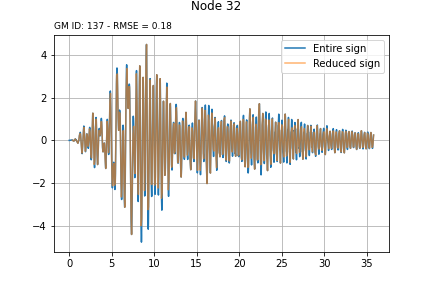 Node 32
GM ID: 137 - RMSE = 0.18
Entire sign
Reduced sign
4
2
0
−2
−4
0 5 10 15 20 25 30 35